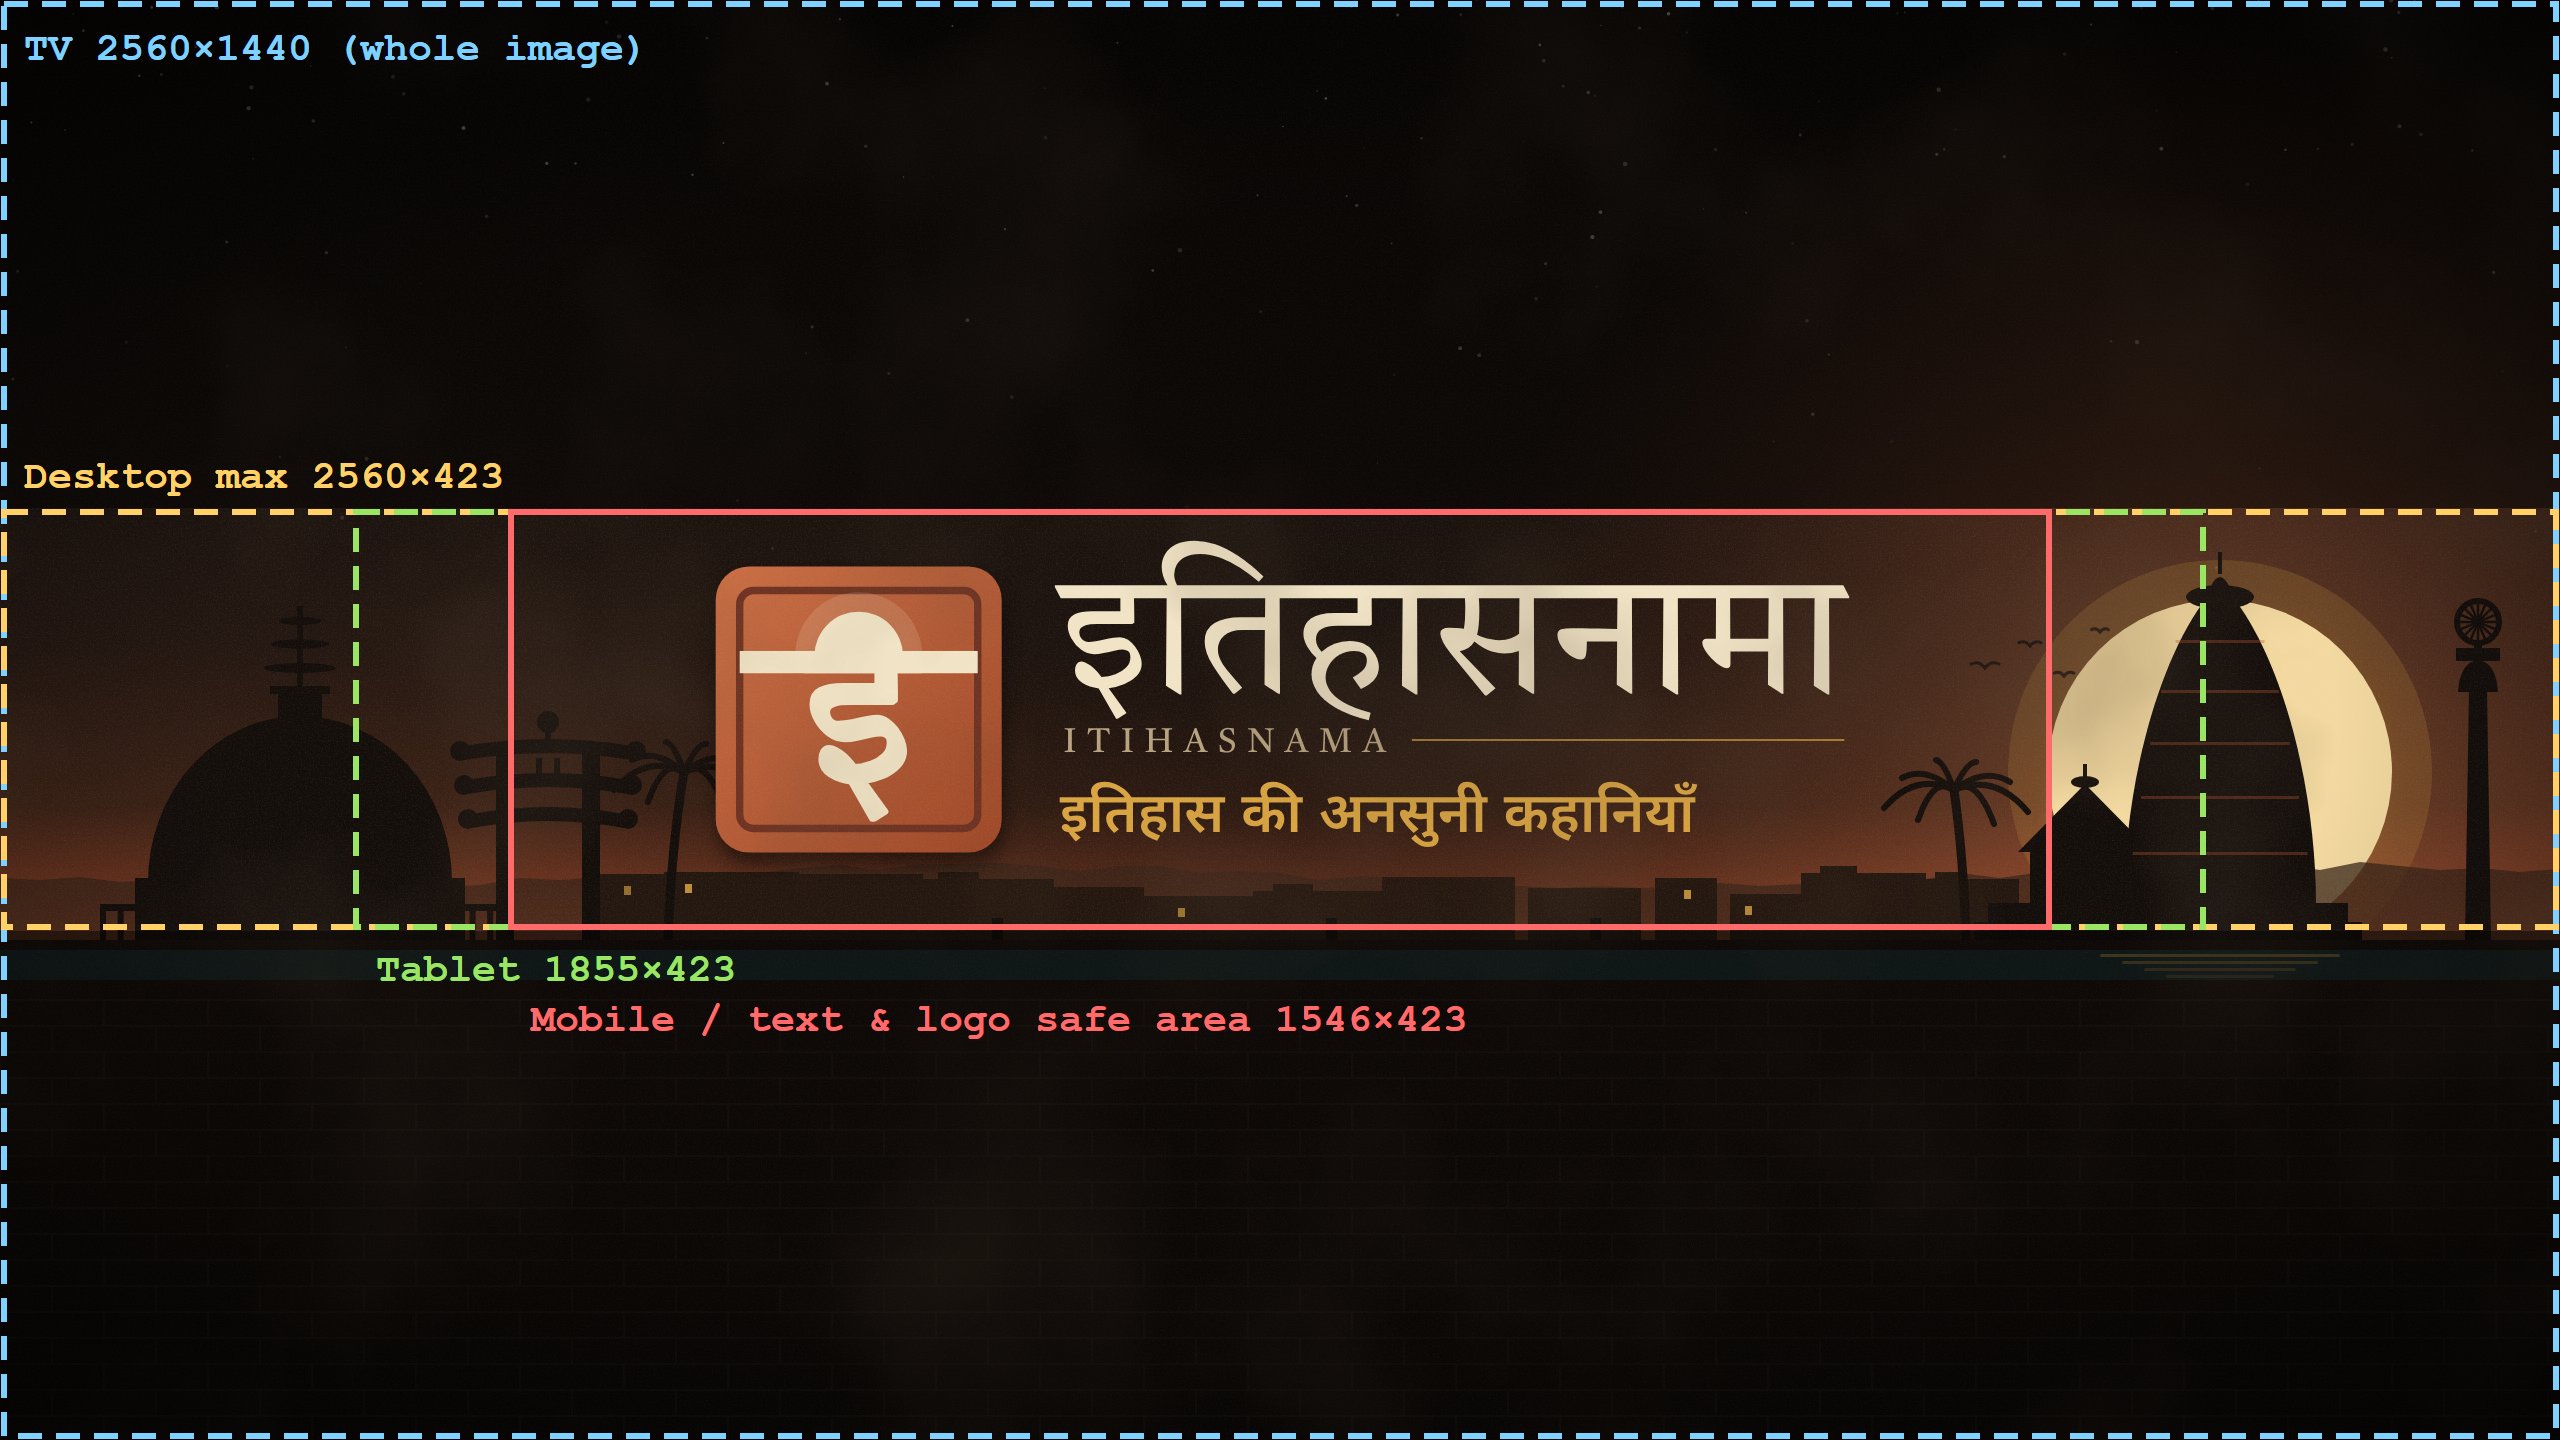 TV 2560×1440 (whole image)
Desktop max 2560×423
इ
इतिहासनामा
ITIHASNAMA
इतिहास की अनसुनी कहानियाँ
Tablet 1855×423
Mobile / text & logo safe area 1546×423